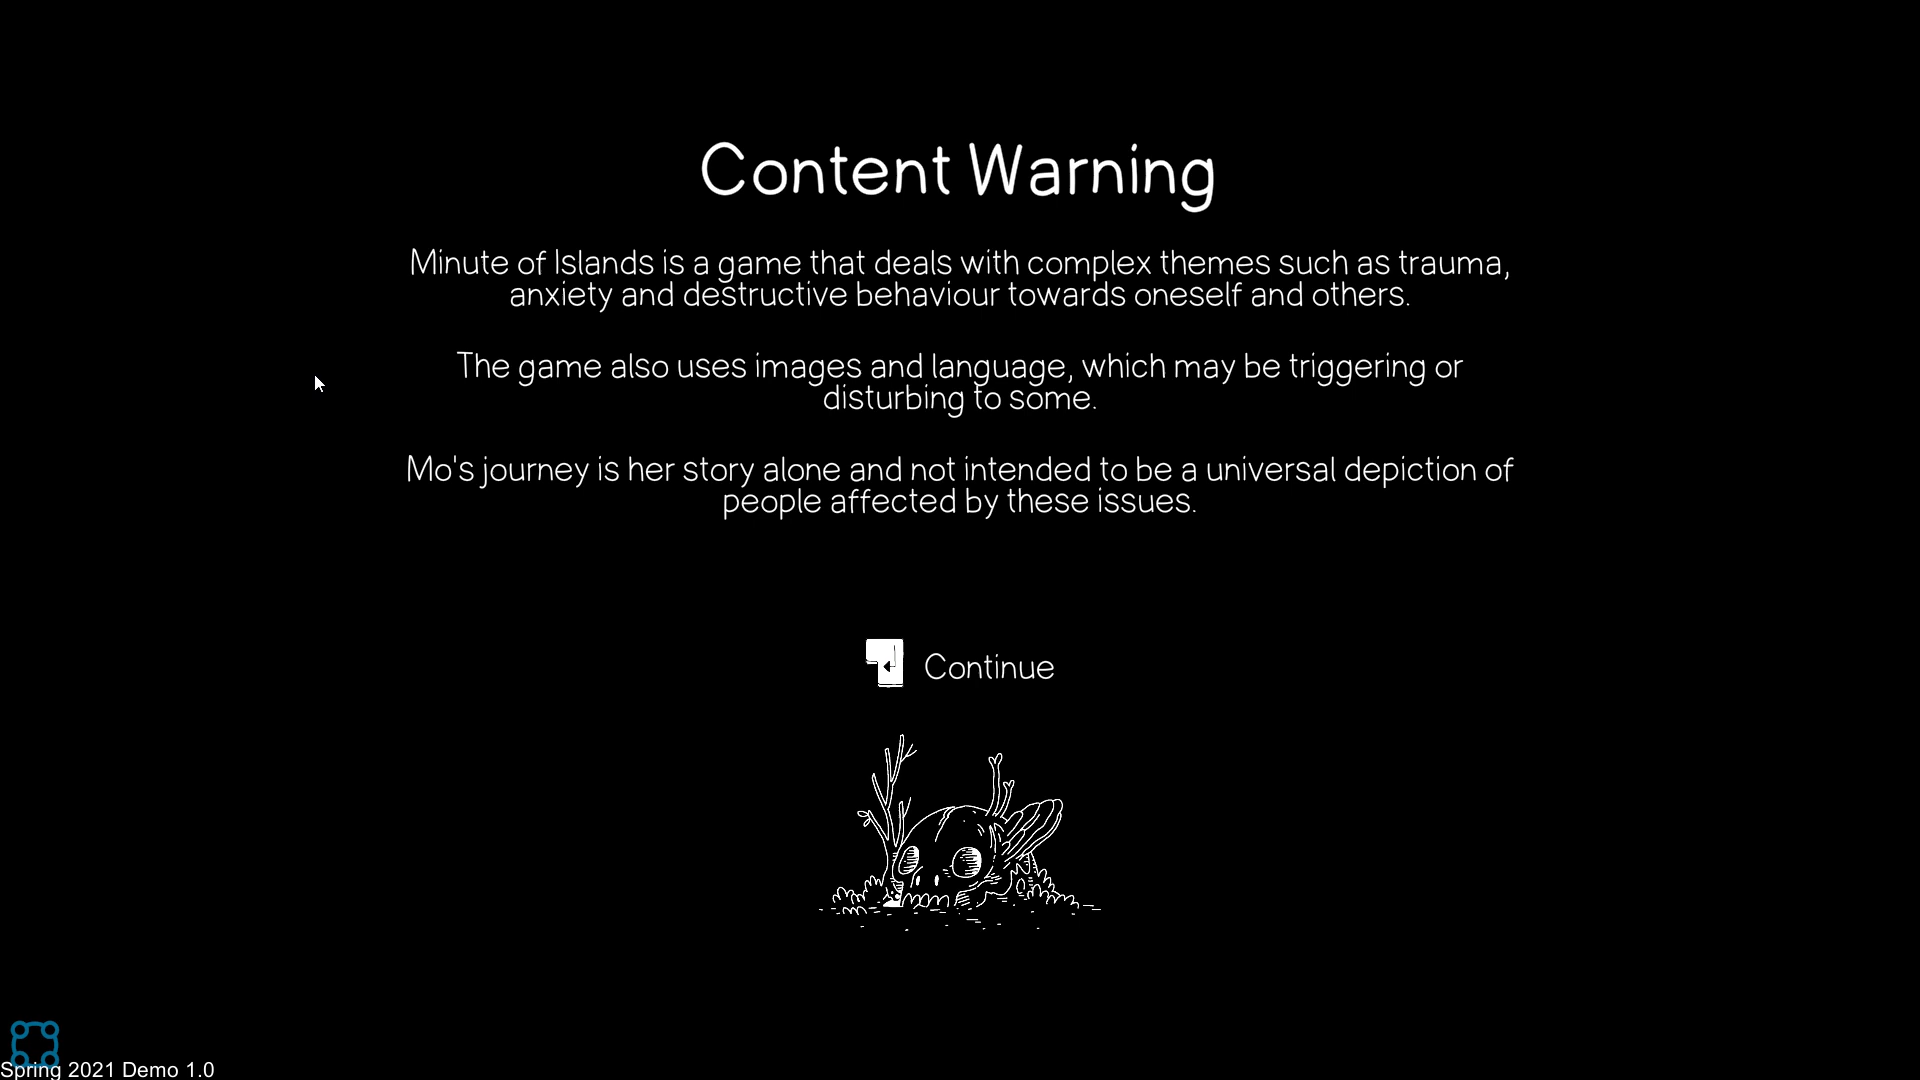 Content Warning
Minute of Islands is a game that deals with complex themes such as trauma,
anxiety and destructive behaviour towards oneself and others.
The game also uses images and language, which may be triggering or
disturbing to some.
Mo's journey is her story alone and not intended to be a universal depiction of
people affected by these issues.
Continue
Spring 2021 Demo 1.0